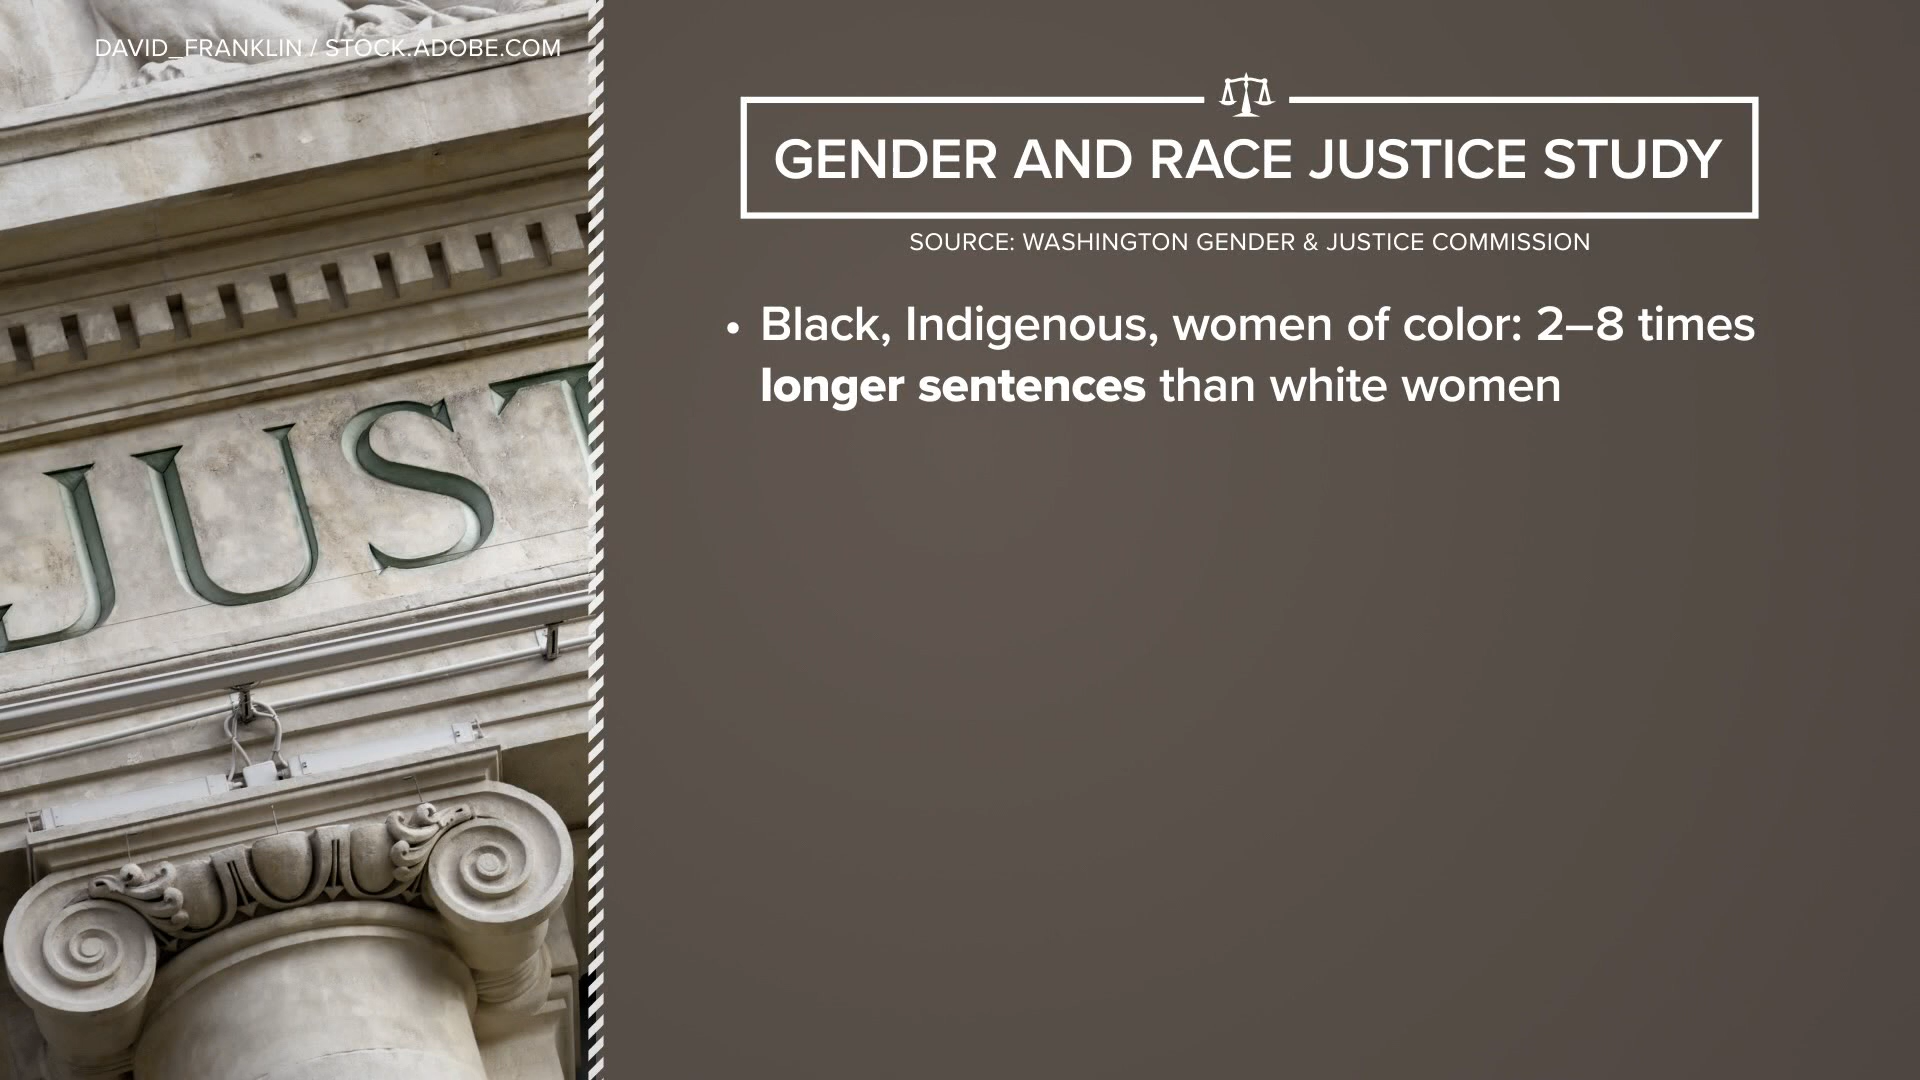 DAVID_FRANKLIN / STOCK.ADOBE.COM
JUST
GENDER AND RACE JUSTICE STUDY
SOURCE: WASHINGTON GENDER & JUSTICE COMMISSION
• Black, Indigenous, women of color: 2–8 times
longer sentences than white women